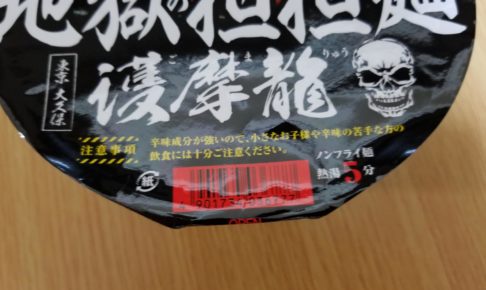 地獄の担担麺
護摩龍
ご ま りゅう
東京 大久保
注意事項
辛味成分が強いので、小さなお子様や辛味の苦手な方の
飲食には十分ご注意ください。
紙
ノンフライ麺
熱湯5分
OPEN